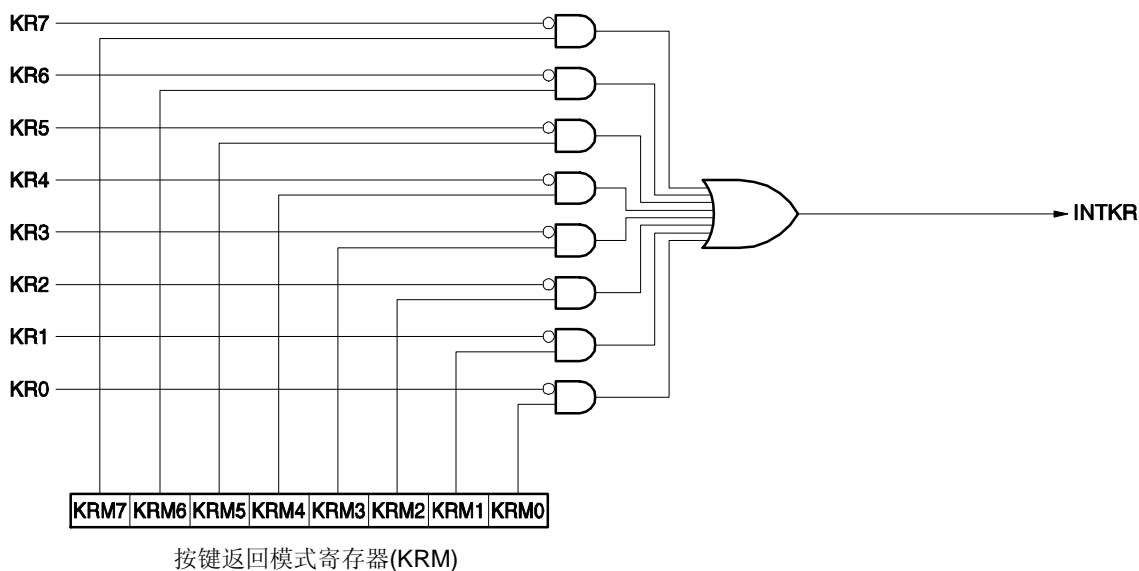 KR7
KR6
KR5
KR4
KR3
KR2
KR1
KR0
INTKR
KRM7 KRM6 KRM5 KRM4 KRM3 KRM2 KRM1 KRM0
按键返回模式寄存器(KRM)